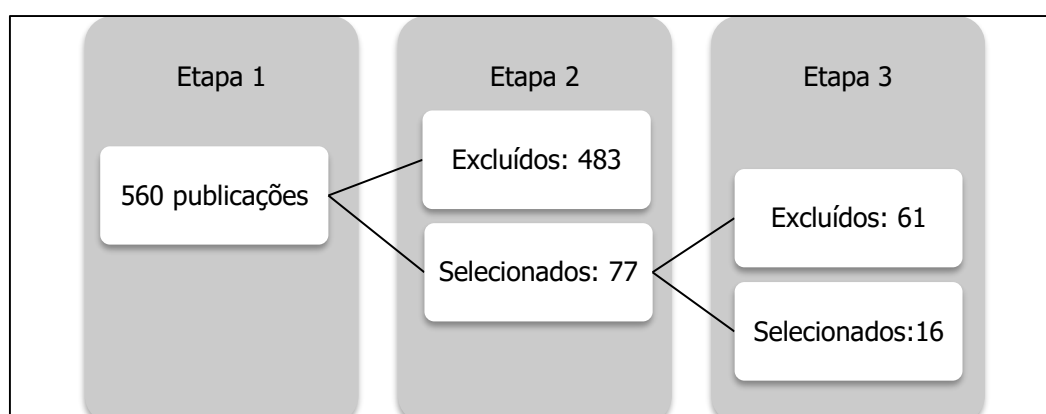 Etapa 1
560 publicações
Etapa 2
Excluídos: 483
Selecionados: 77
Etapa 3
Excluídos: 61
Selecionados:16